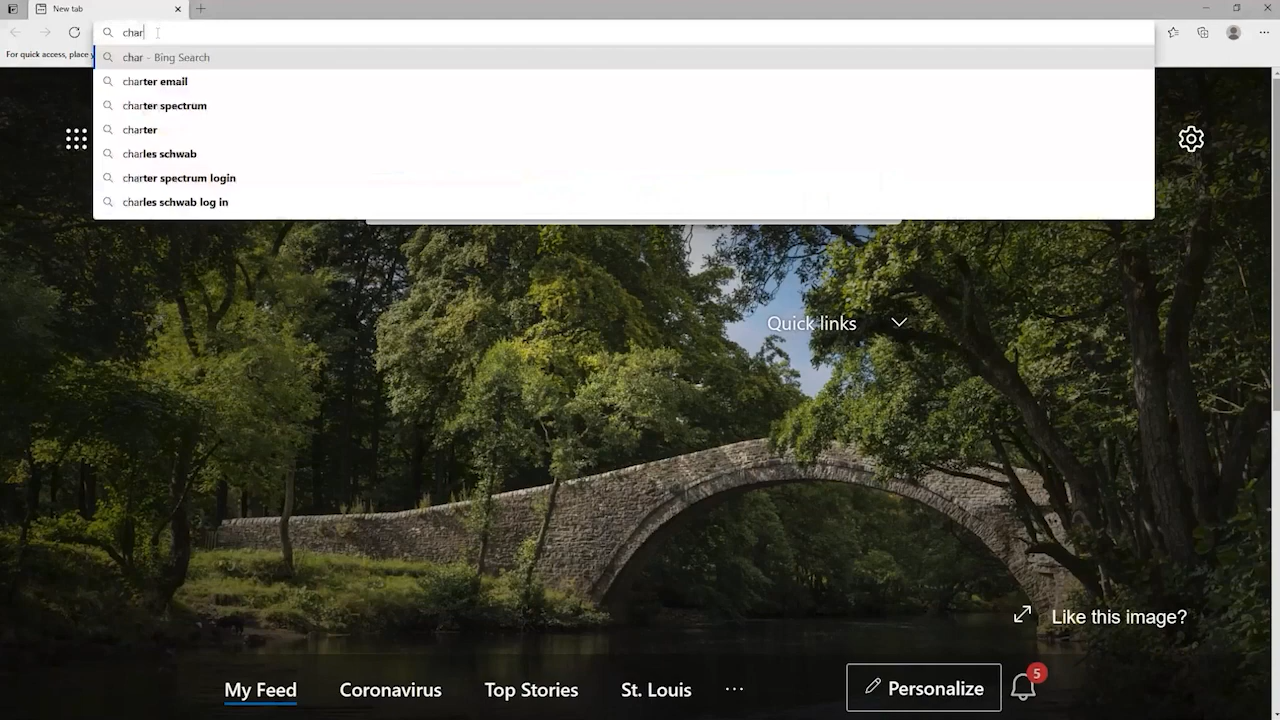 New tab
char
For quick access, place y
char - Bing Search
charter email
charter spectrum
charter
charles schwab
charter spectrum login
charles schwab log in
Quick links
Like this image?
My Feed
Coronavirus
Top Stories
St. Louis
...
Personalize
5